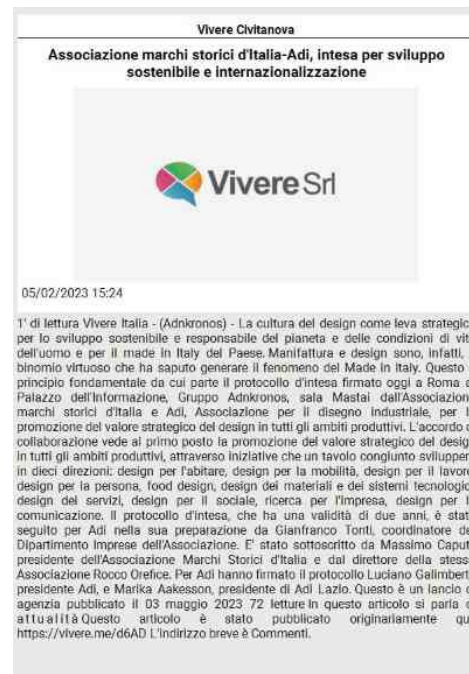 Vivere Civitanova
Associazione marchi storici d'Italia-Adi, intesa per sviluppo
sostenibile e internazionalizzazione
Vivere Srl
05/02/2023 15:24
1' di lettura Vivere Italia - (Adnkronos) - La cultura del design come leva strategic
per lo sviluppo sostenibile e responsabile del pianeta e delle condizioni di vit
dell'uomo e per il made in Italy del Paese. Manifattura e design sono, infatti,
binomio virtuoso che ha saputo generare il fenomeno del Made in Italy. Questo
principio fondamentale da cui parte il protocollo d'intesa firmato oggi a Roma a
Palazzo dell'Informazione, Gruppo Adnkronos, sala Mastai dall'Association
marchi storici d'Italia e Adi, Associazione per il disegno industriale, per l
promozione del valore strategico del design in tutti gli ambiti produttivi. L'accordo d
collaborazione vede al primo posto la promozione del valore strategico del desig
in tutti gli ambiti produttivi, attraverso iniziative che un tavolo congiunto svilupper
in dieci direzioni: design per l'abitare, design per la mobilità, design per il lavor
design per la persona, food design, design dei materiali e dei sistemi tecnologic
design dei servizi, design per il sociale, ricerca per l'impresa, design per l
comunicazione. Il protocollo d'intesa, che ha una validità di due anni, è stat
seguito per Adi nella sua preparazione da Gianfranco Tonti, coordinatore de
Dipartimento Imprese dell'Associazione. E' stato sottoscritto da Massimo Caput
presidente dell'Associazione Marchi Storici d'Italia e dal direttore della stess
Associazione Rocco Orefice. Per Adi hanno firmato il protocollo Luciano Galimbert
presidente Adi, e Marika Aakesson, presidente di Adi Lazio. Questo è un lancio d
agenzia pubblicato il 03 maggio 2023 72 letture In questo articolo si parla d
attualità Questo articolo è stato pubblicato originariamente qu
https://vivere.me/d6AD L'indirizzo breve è Commenti.